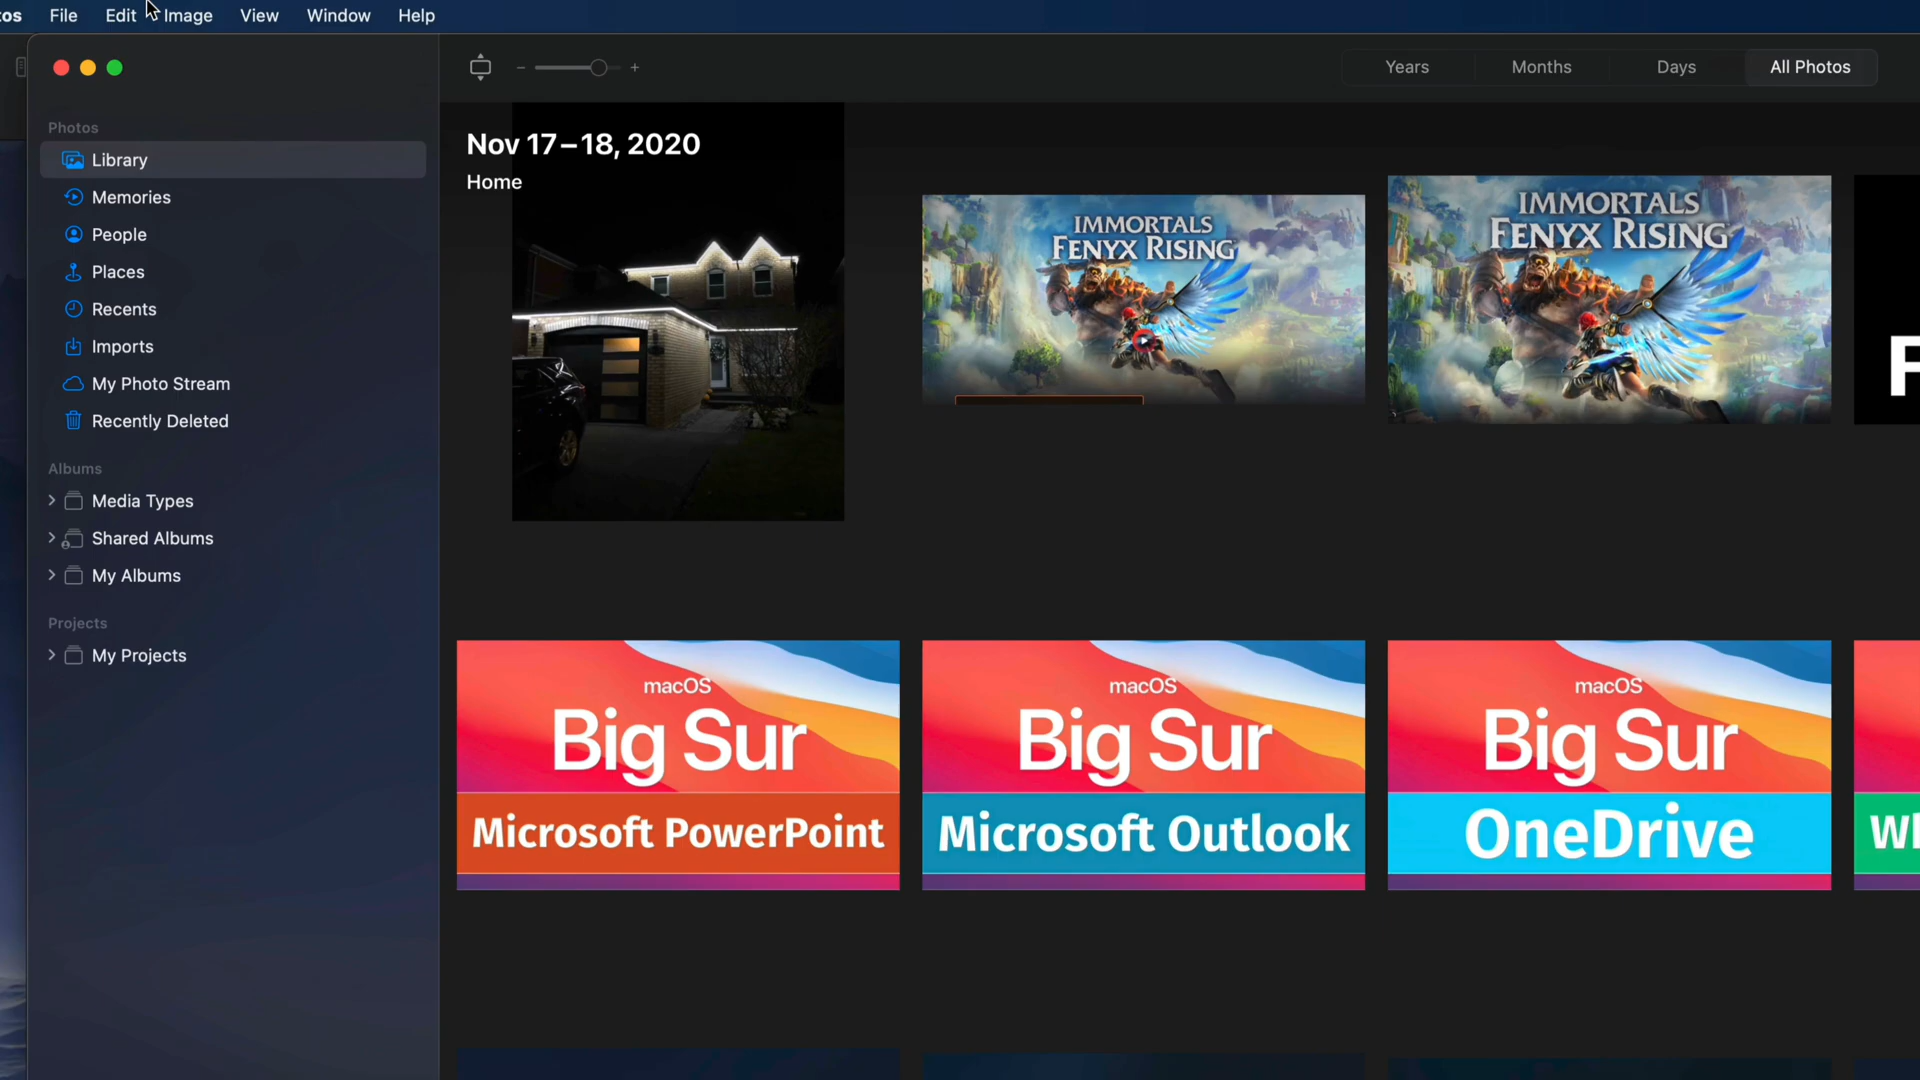 tos File Edit Image View Window Help
Years Months Days All Photos
Photos
Library
Memories
People
Places
Recents
Imports
My Photo Stream
Recently Deleted
Albums
Media Types
Shared Albums
My Albums
Projects
My Projects
Nov 17–18, 2020
Home
IMMORTALS
FENYX RISING
IMMORTALS
FENYX RISING
F
macOS
Big Sur
Microsoft PowerPoint
macOS
Big Sur
Microsoft Outlook
macOS
Big Sur
OneDrive